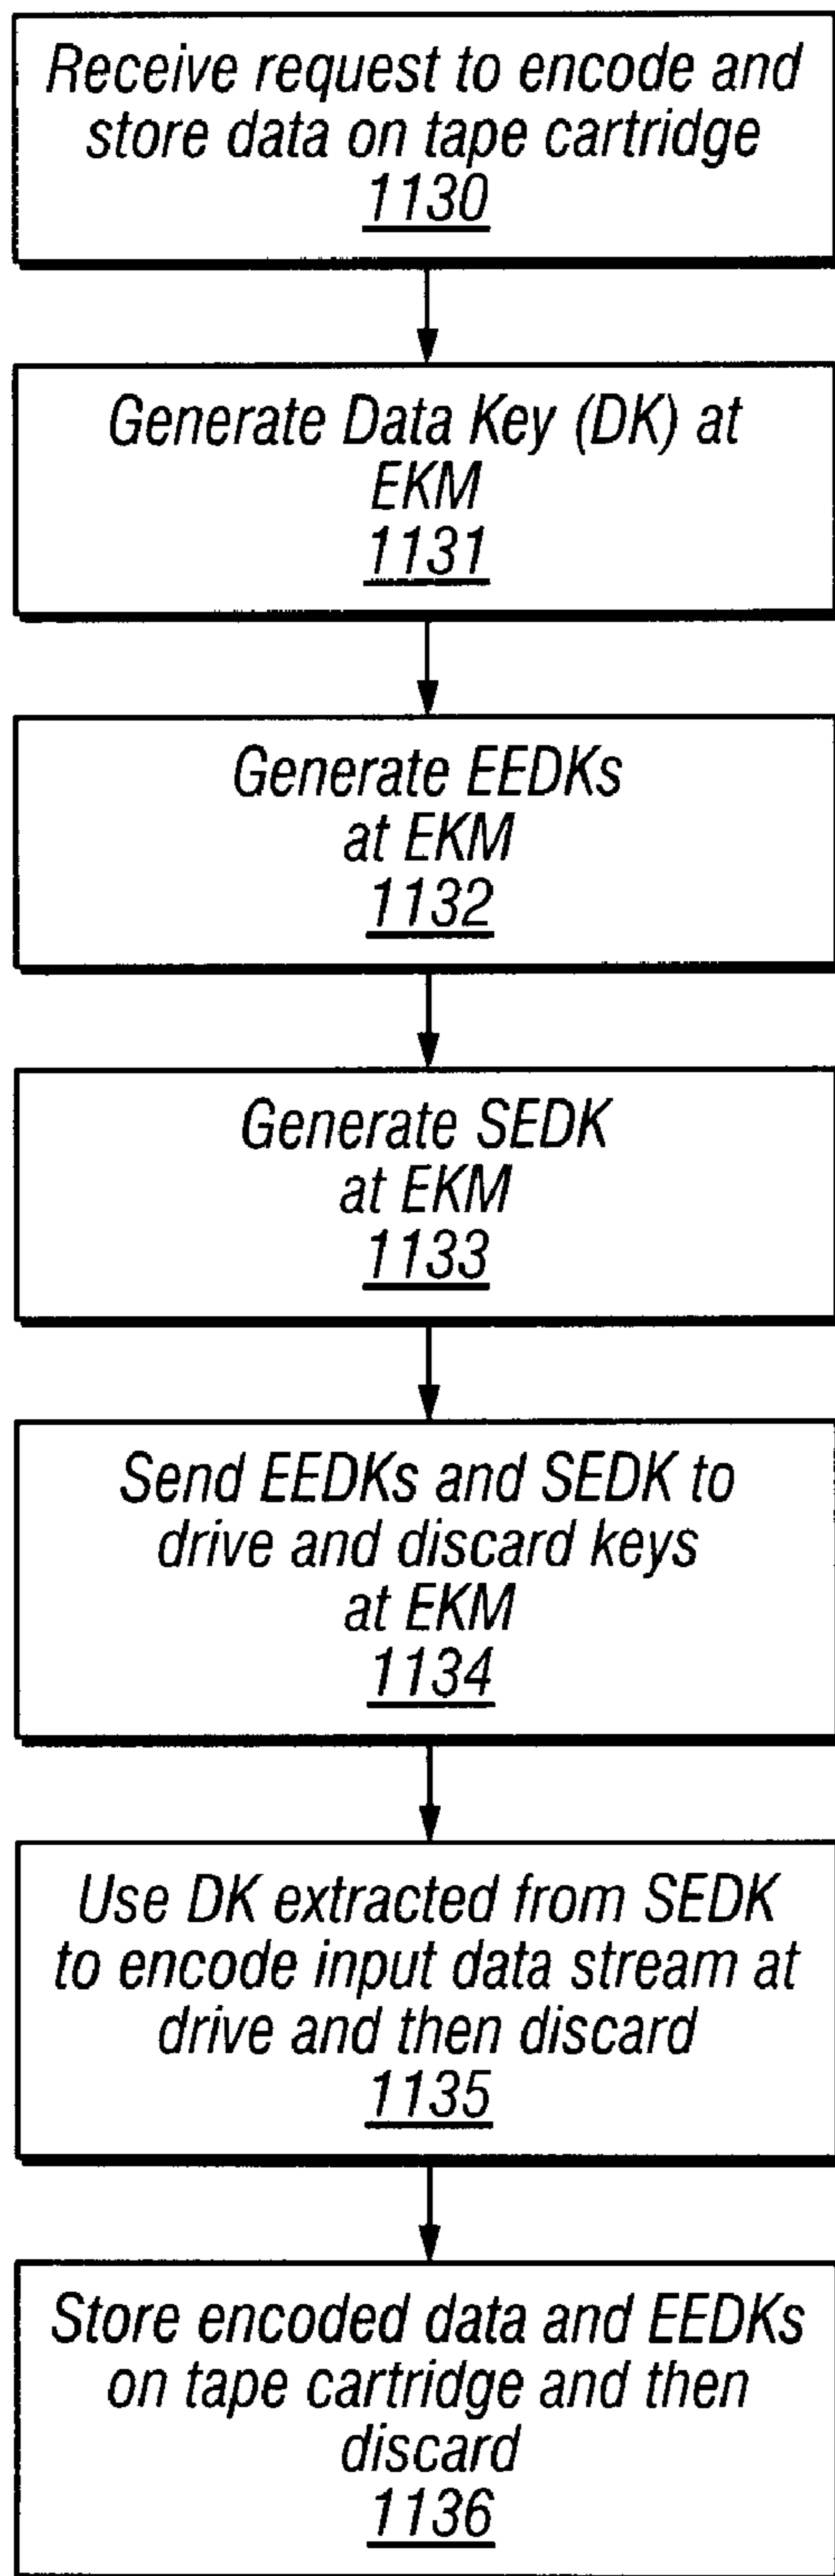 Receive request to encode and
store data on tape cartridge
1130
Generate Data Key (DK) at
EKM
1131
Generate EEDKs
at EKM
1132
Generate SEDK
at EKM
1133
Send EEDKs and SEDK to
drive and discard keys
at EKM
1134
Use DK extracted from SEDK
to encode input data stream at
drive and then discard
1135
Store encoded data and EEDKs
on tape cartridge and then
discard
1136